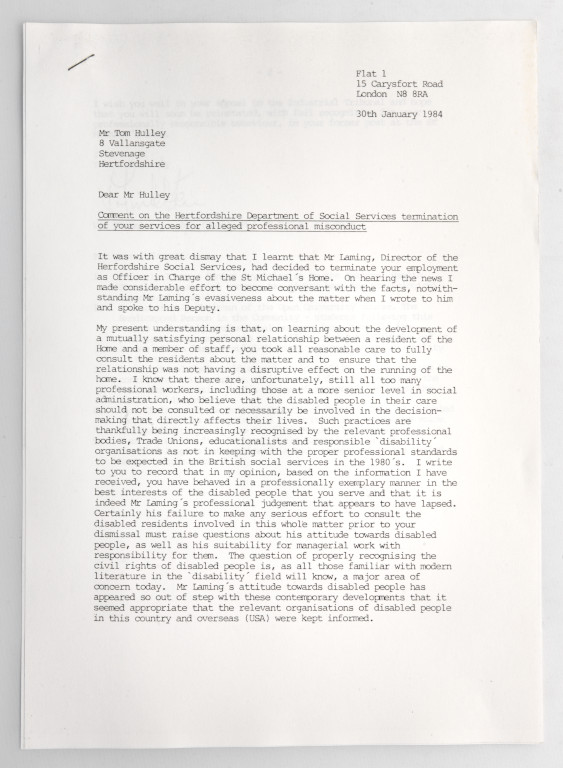 Flat 1
15 Carysfort Road
London N8 8RA
30th January 1984
Mr Tom Hulley
8 Vallansgate
Stevenage
Hertfordshire
Dear Mr Hulley
Comment on the Hertfordshire Department of Social Services termination
of your services for alleged professional misconduct
It was with great dismay that I learnt that Mr Laming, Director of the
Herfordshire Social Services, had decided to terminate your employment
as Officer in Charge of the St Michael´s Home. On hearing the news I
made considerable effort to become conversant with the facts, notwith-
standing Mr Laming´s evasiveness about the matter when I wrote to him
and spoke to his Deputy.
My present understanding is that, on learning about the development of
a mutually satisfying personal relationship between a resident of the
Home and a member of staff, you took all reasonable care to fully
consult the residents about the matter and to ensure that the
relationship was not having a disruptive effect on the running of the
home. I know that there are, unfortunately, still all too many
professional workers, including those at a more senior level in social
administration, who believe that the disabled people in their care
should not be consulted or necessarily be involved in the decision-
making that directly affects their lives. Such practices are
thankfully being increasingly recognised by the relevant professional
bodies, Trade Unions, educationalists and responsible `disability´
organisations as not in keeping with the proper professional standards
to be expected in the British social services in the 1980´s. I write
to you to record that in my opinion, based on the information I have
received, you have behaved in a professionally exemplary manner in the
best interests of the disabled people that you serve and that it is
indeed Mr Laming´s professional judgement that appears to have lapsed.
Certainly his failure to make any serious effort to consult the
disabled residents involved in this whole matter prior to your
dismissal must raise questions about his attitude towards disabled
people, as well as his suitability for managerial work with
responsibility for them. The question of properly recognising the
civil rights of disabled people is, as all those familiar with modern
literature in the `disability´ field will know, a major area of
concern today. Mr Laming´s attitude towards disabled people has
appeared so out of step with these contemporary developments that it
seemed appropriate that the relevant organisations of disabled people
in this country and overseas (USA) were kept informed.